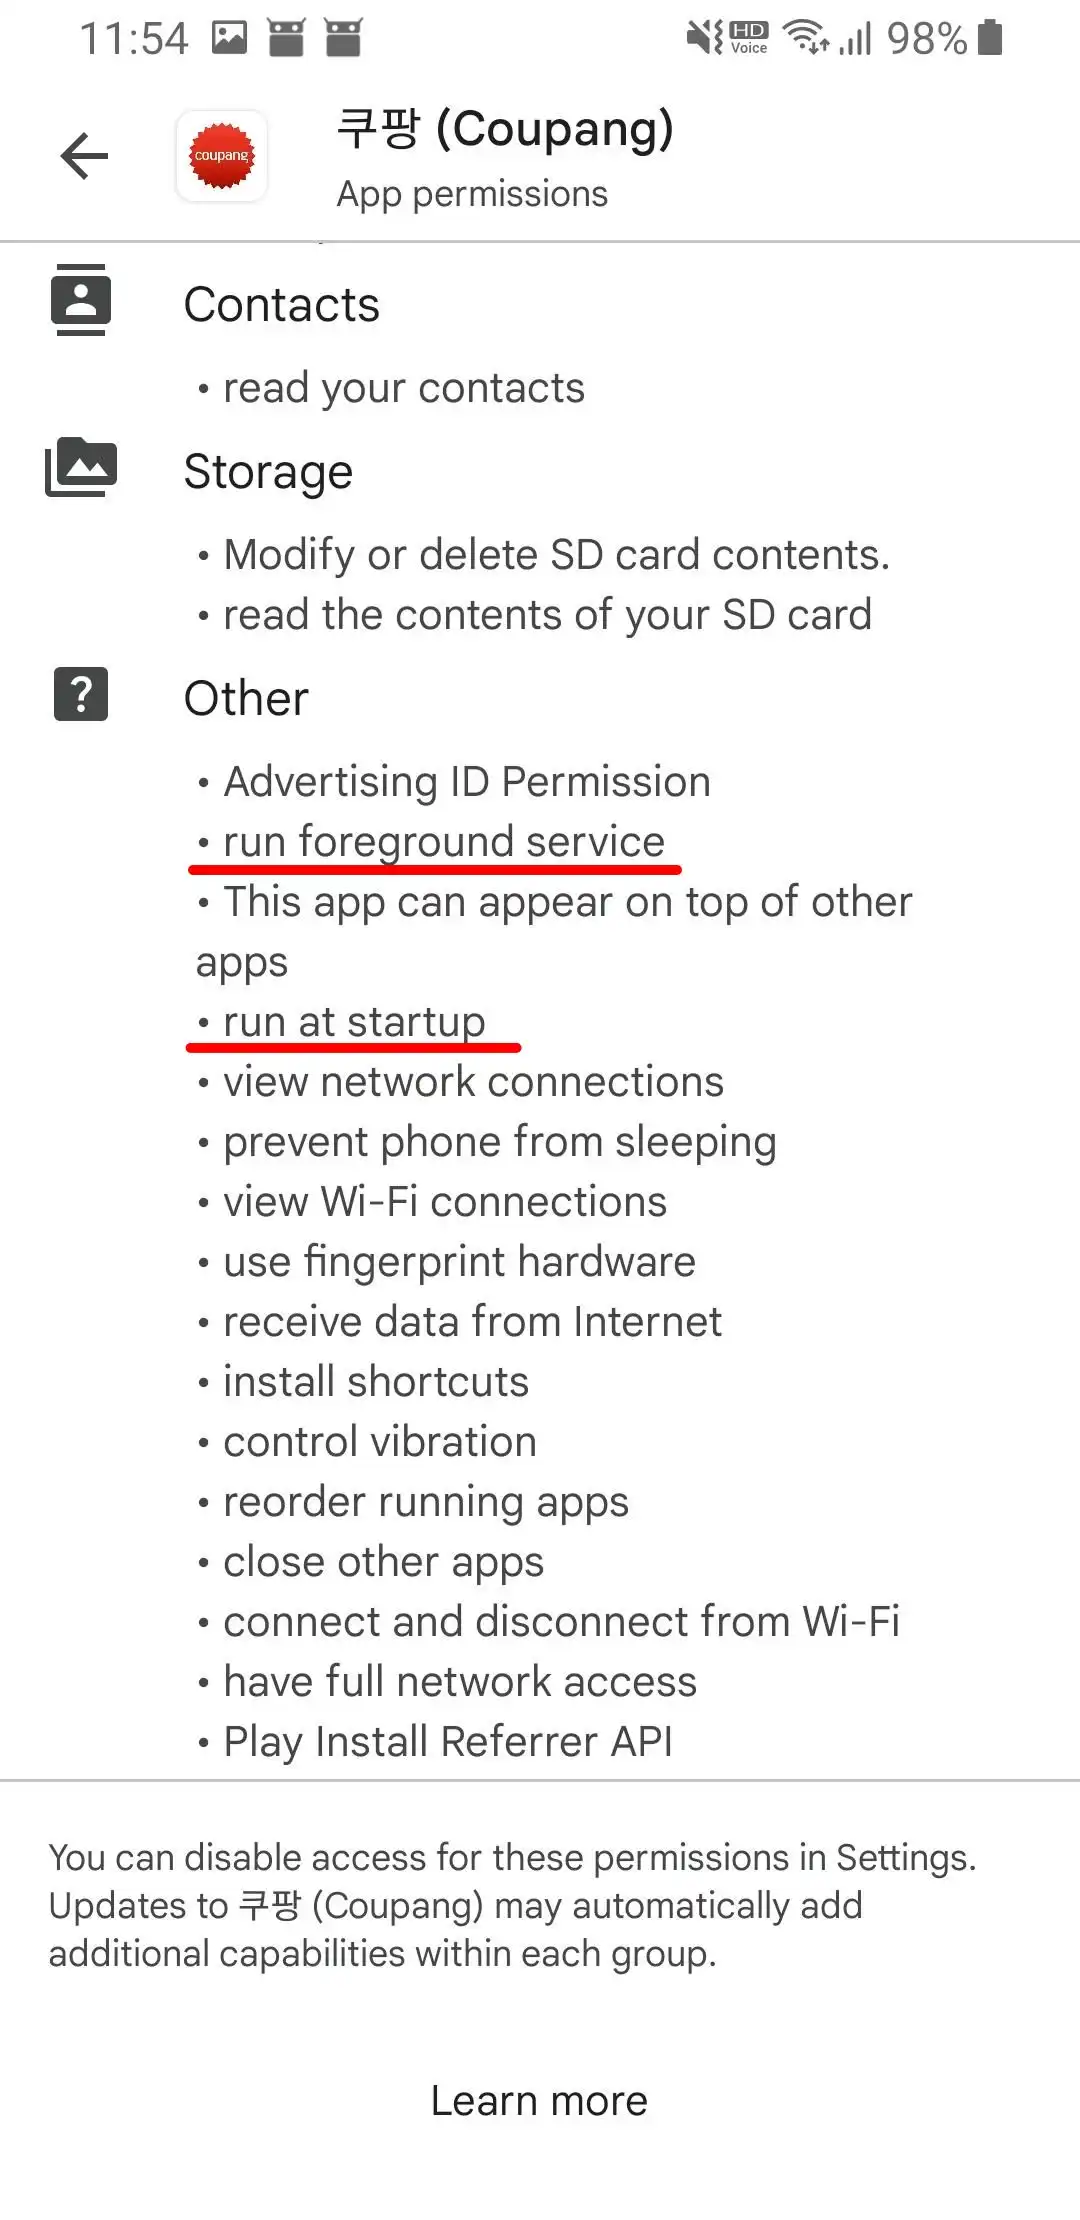 11:54 HD Voice 98%
쿠팡 (Coupang)
coupang
App permissions
Contacts
• read your contacts
Storage
• Modify or delete SD card contents.
• read the contents of your SD card
? Other
• Advertising ID Permission
• run foreground service
• This app can appear on top of other
apps
• run at startup
• view network connections
• prevent phone from sleeping
• view Wi-Fi connections
• use fingerprint hardware
• receive data from Internet
• install shortcuts
• control vibration
• reorder running apps
• close other apps
• connect and disconnect from Wi-Fi
• have full network access
• Play Install Referrer API
You can disable access for these permissions in Settings.
Updates to 쿠팡 (Coupang) may automatically add
additional capabilities within each group.
Learn more